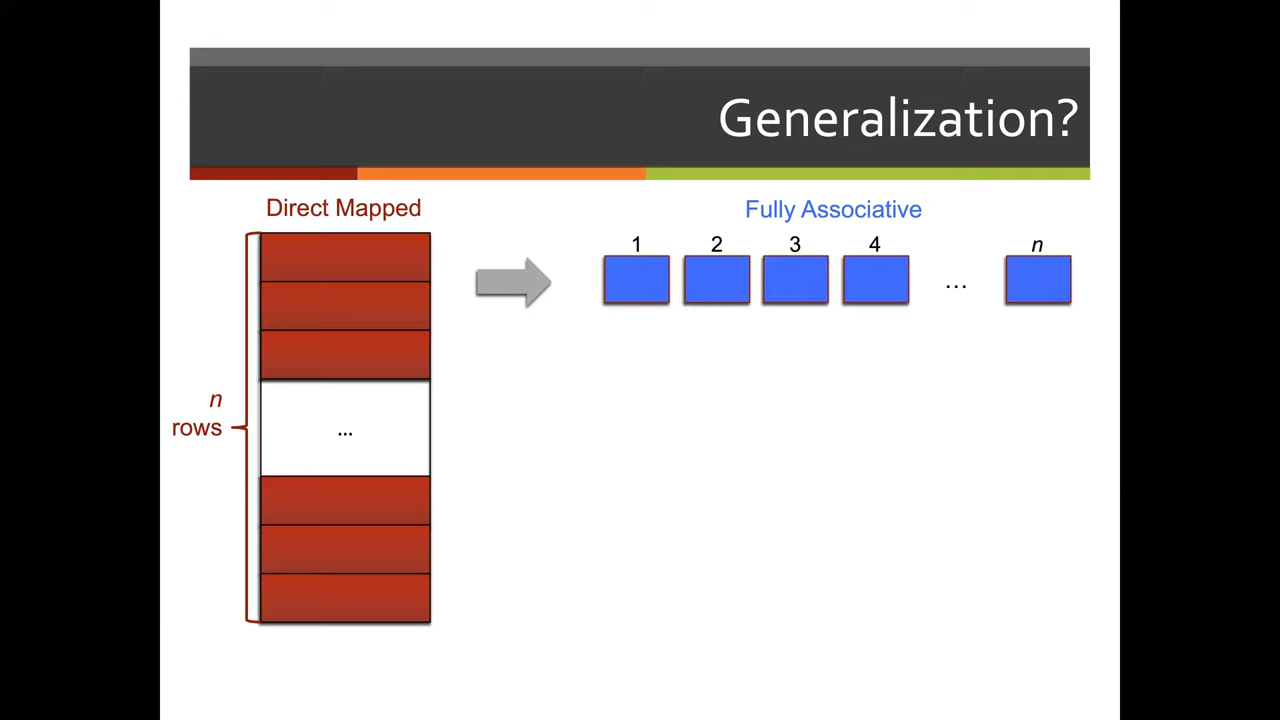 Generalization?
Direct Mapped
n
rows
...
Fully Associative
1 2 3 4 n
...